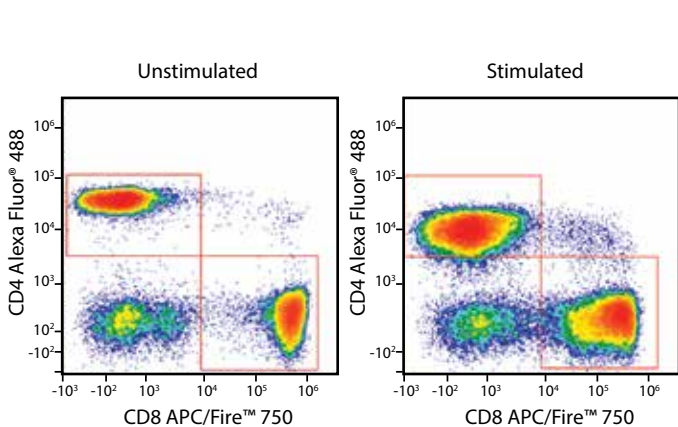 Unstimulated
CD4 Alexa Fluor® 488
10⁶
10⁵
10⁴
10³
10²
-10²
-10³ -10² 10³ 10⁴ 10⁵ 10⁶
CD8 APC/Fire™ 750
Stimulated
CD4 Alexa Fluor® 488
10⁶
10⁵
10⁴
10³
10²
-10²
-10³ -10² 10³ 10⁴ 10⁵ 10⁶
CD8 APC/Fire™ 750